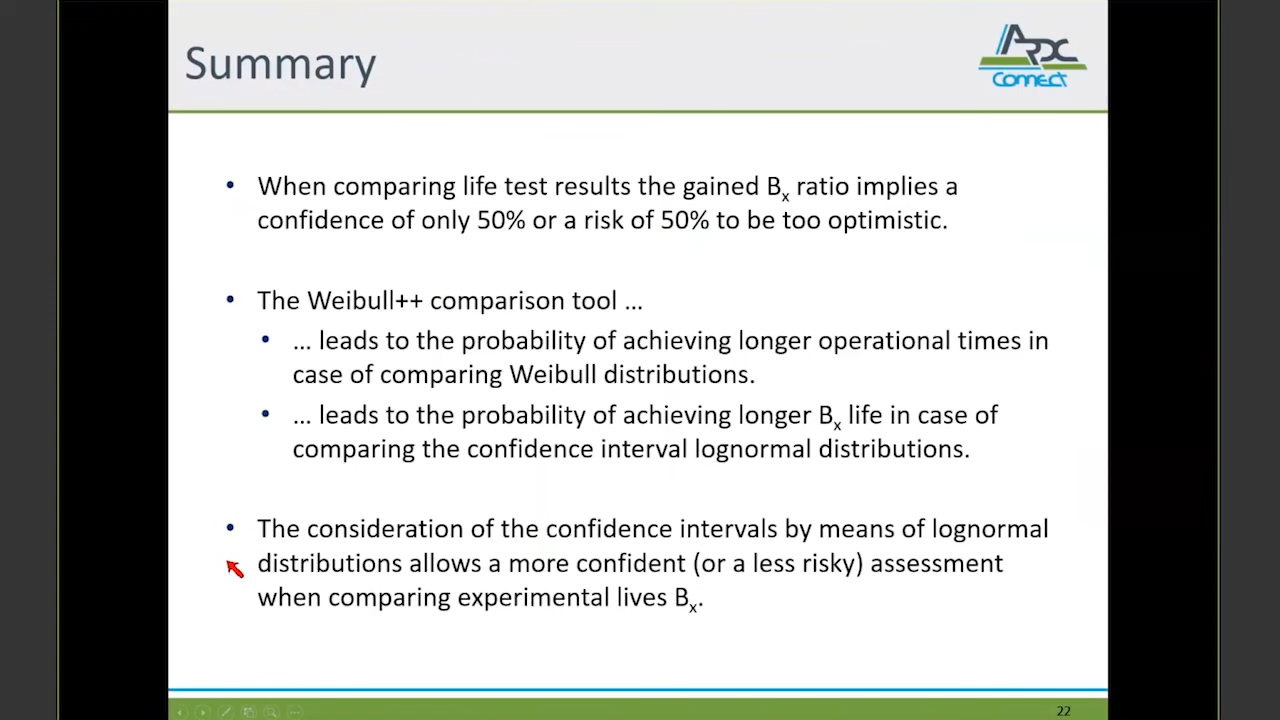 Summary
ARDC
Connect
• When comparing life test results the gained Bx ratio implies a
confidence of only 50% or a risk of 50% to be too optimistic.
• The Weibull++ comparison tool ...
• ... leads to the probability of achieving longer operational times in
case of comparing Weibull distributions.
• ... leads to the probability of achieving longer Bx life in case of
comparing the confidence interval lognormal distributions.
• The consideration of the confidence intervals by means of lognormal
distributions allows a more confident (or a less risky) assessment
when comparing experimental lives Bx.
22